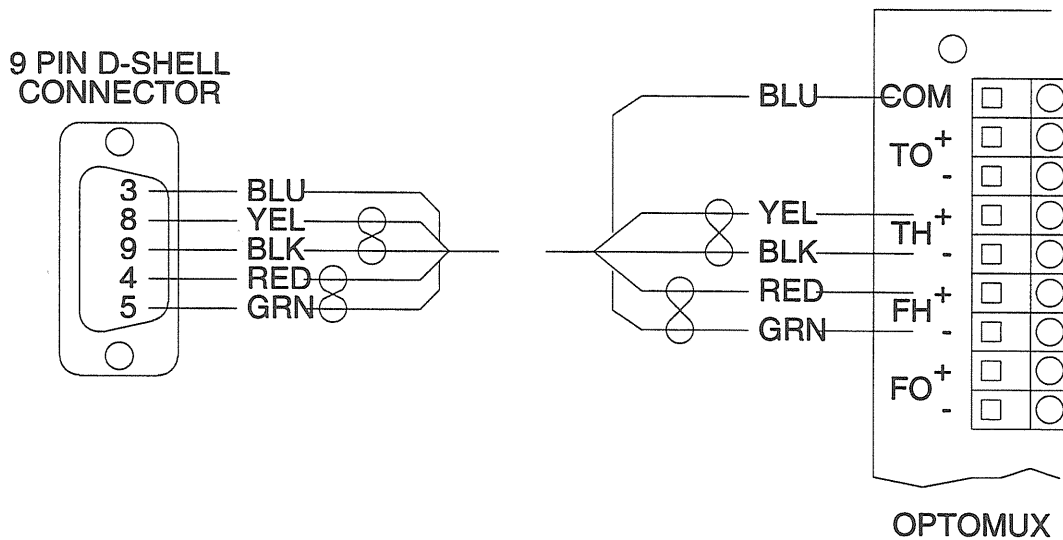 9 PIN D-SHELL
CONNECTOR
3 BLU
8 YEL
9 BLK
4 RED
5 GRN
BLU COM
TO + -
YEL TH +
BLK -
RED FH +
GRN -
FO + -
OPTOMUX